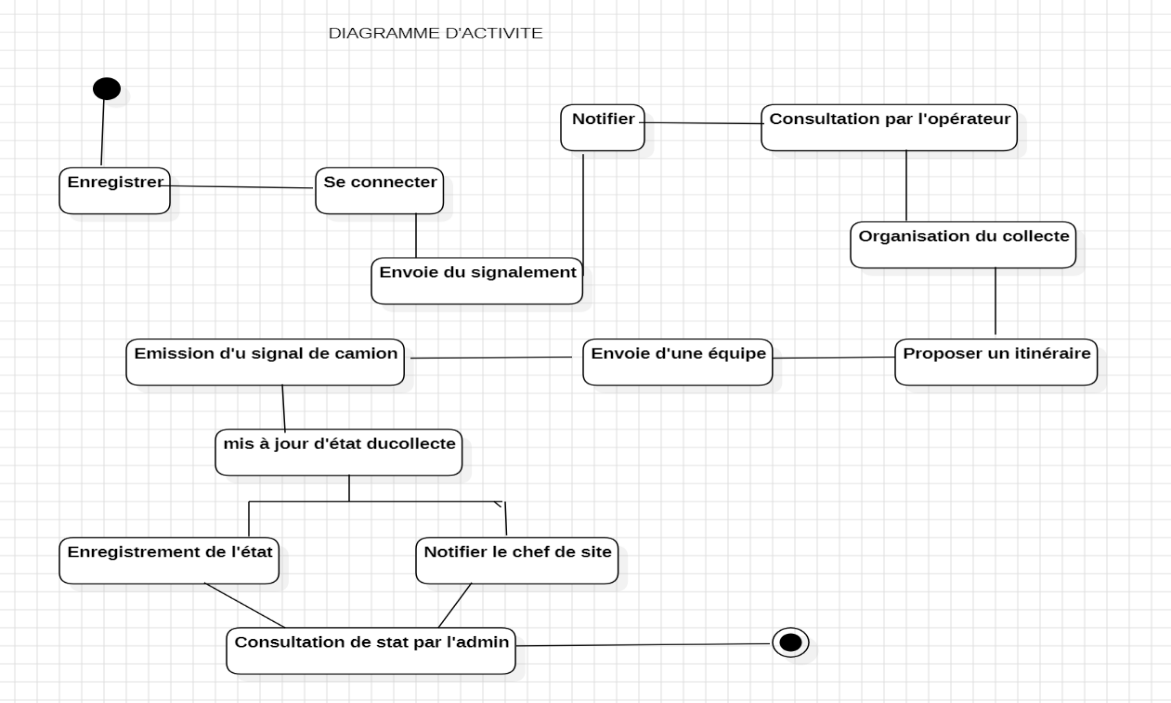 DIAGRAMME D'ACTIVITE
Enregistrer
Se connecter
Envoie du signalement
Notifier
Consultation par l'opérateur
Organisation du collecte
Proposer un itinéraire
Envoie d'une équipe
Emission d'u signal de camion
mis à jour d'état ducollecte
Enregistrement de l'état
Notifier le chef de site
Consultation de stat par l'admin